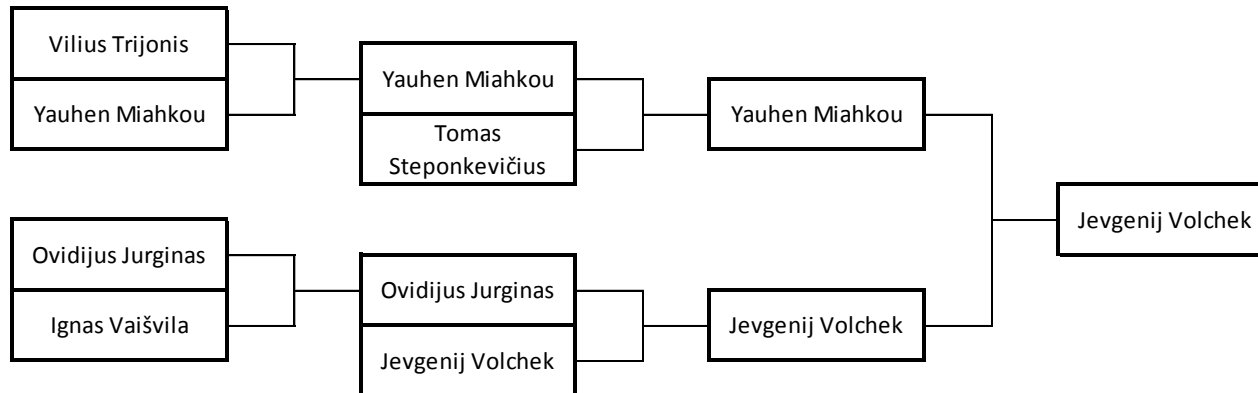 Vilius Trijonis
Yauhen Miahkou
Yauhen Miahkou
Tomas
Steponkevičius
Yauhen Miahkou
Ovidijus Jurginas
Ignas Vaišvila
Ovidijus Jurginas
Jevgenij Volchek
Jevgenij Volchek
Jevgenij Volchek